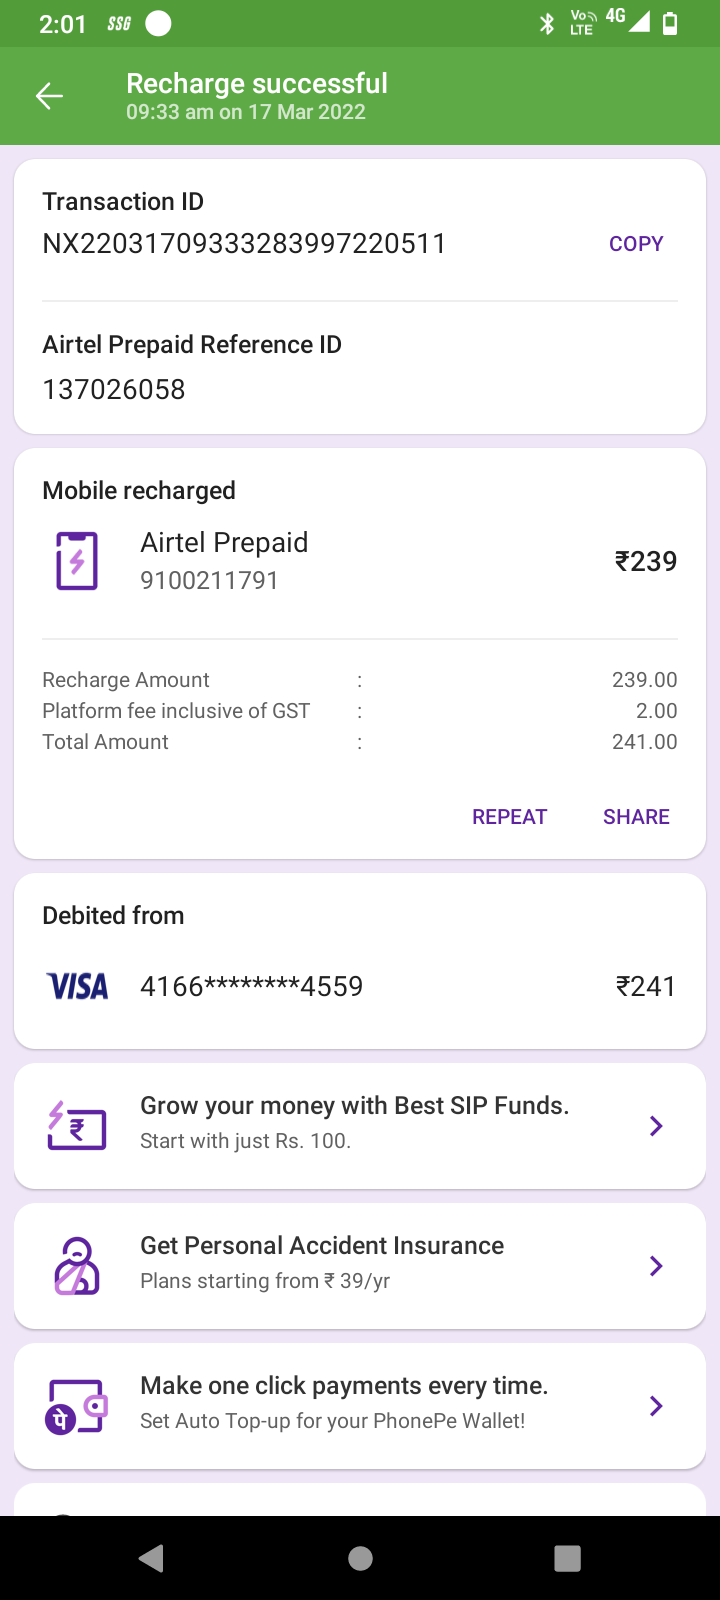 2:01 SSG Vo LTE 4G
Recharge successful
09:33 am on 17 Mar 2022
Transaction ID
NX22031709333283997220511 COPY
Airtel Prepaid Reference ID
137026058
Mobile recharged
Airtel Prepaid
9100211791
₹239
Recharge Amount : 239.00
Platform fee inclusive of GST : 2.00
Total Amount : 241.00
REPEAT SHARE
Debited from
VISA 4166********4559 ₹241
Grow your money with Best SIP Funds.
Start with just Rs. 100.
Get Personal Accident Insurance
Plans starting from ₹ 39/yr
Make one click payments every time.
Set Auto Top-up for your PhonePe Wallet!